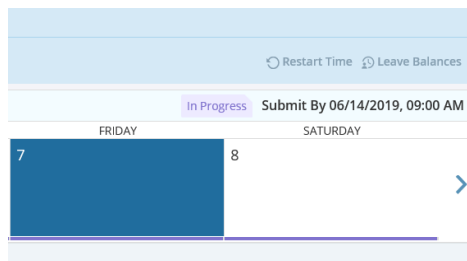 Restart Time Leave Balances
In Progress Submit By 06/14/2019, 09:00 AM
FRIDAY SATURDAY
7 8